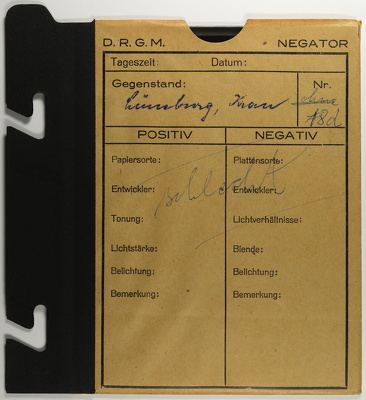 D. R. G. M. NEGATOR
Tageszeit: Datum:
Gegenstand: Nr.
Lüneburg, Kran
18d
POSITIV NEGATIV
Papiersorte: Plattensorte:
schlecht
Entwickler: Entwickler:
Tonung: Lichtverhältnisse:
Lichtstärke: Blende:
Belichtung: Belichtung:
Bemerkung: Bemerkung: